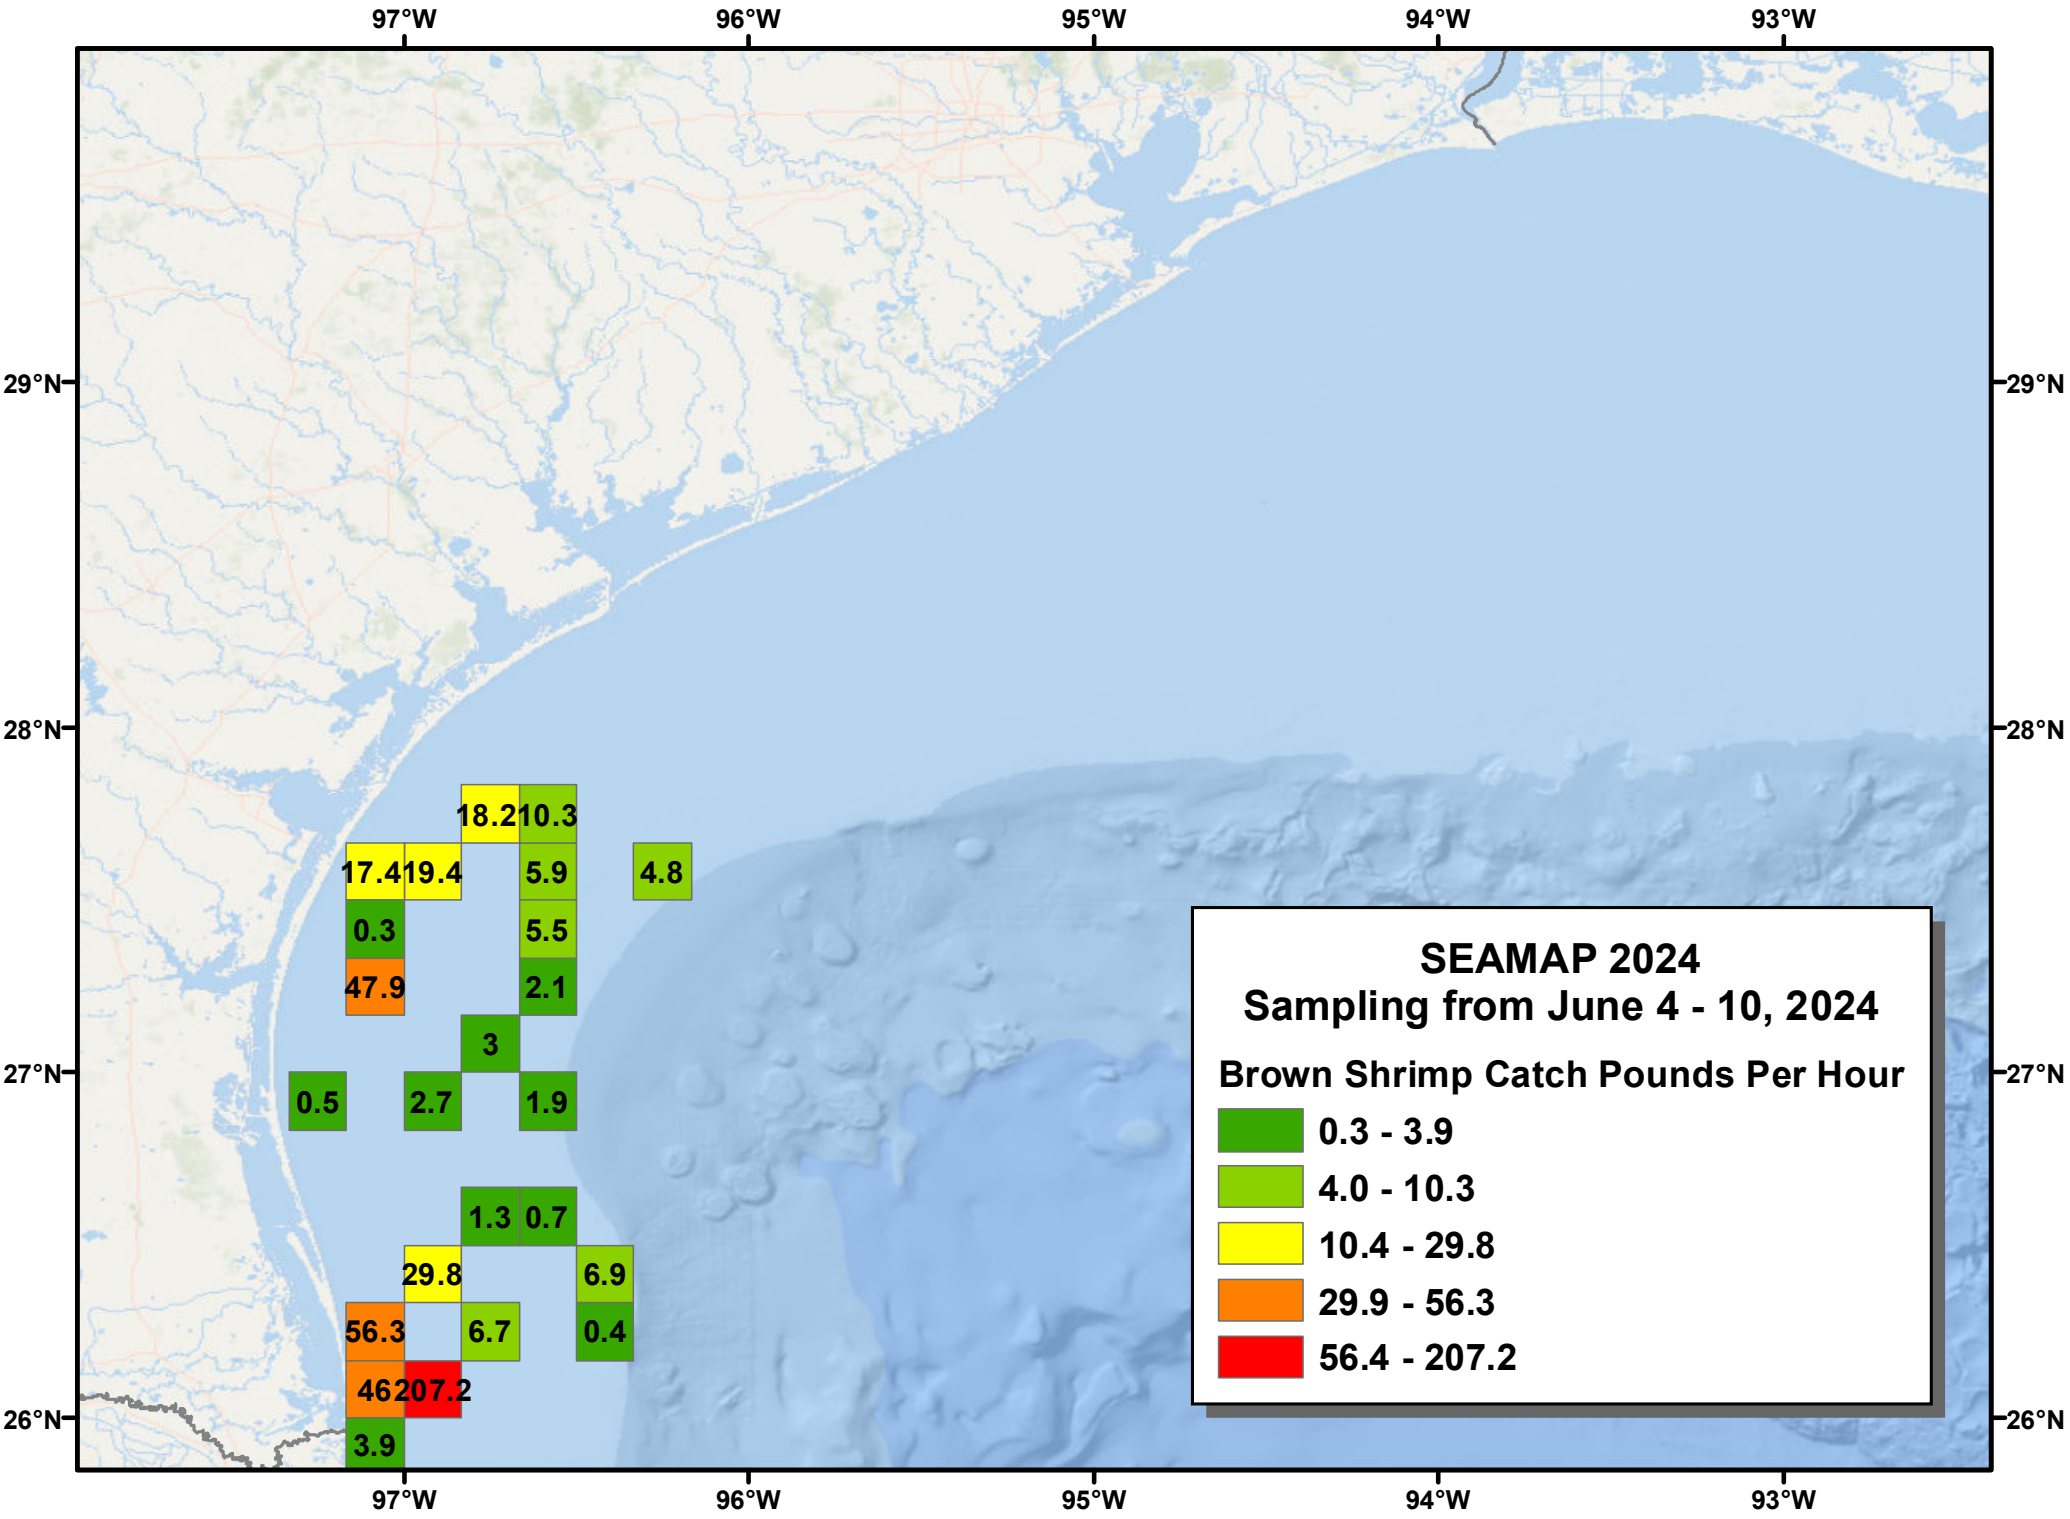 97°W 96°W 95°W 94°W 93°W
29°N 29°N
28°N 28°N
18.2 10.3
17.4 19.4 5.9 4.8
0.3 5.5
47.9 2.1
3
27°N 27°N
0.5 2.7 1.9
1.3 0.7
29.8 6.9
56.3 6.7 0.4
46 207.2
26°N 26°N
3.9
SEAMAP 2024
Sampling from June 4 - 10, 2024
Brown Shrimp Catch Pounds Per Hour
0.3 - 3.9
4.0 - 10.3
10.4 - 29.8
29.9 - 56.3
56.4 - 207.2
97°W 96°W 95°W 94°W 93°W